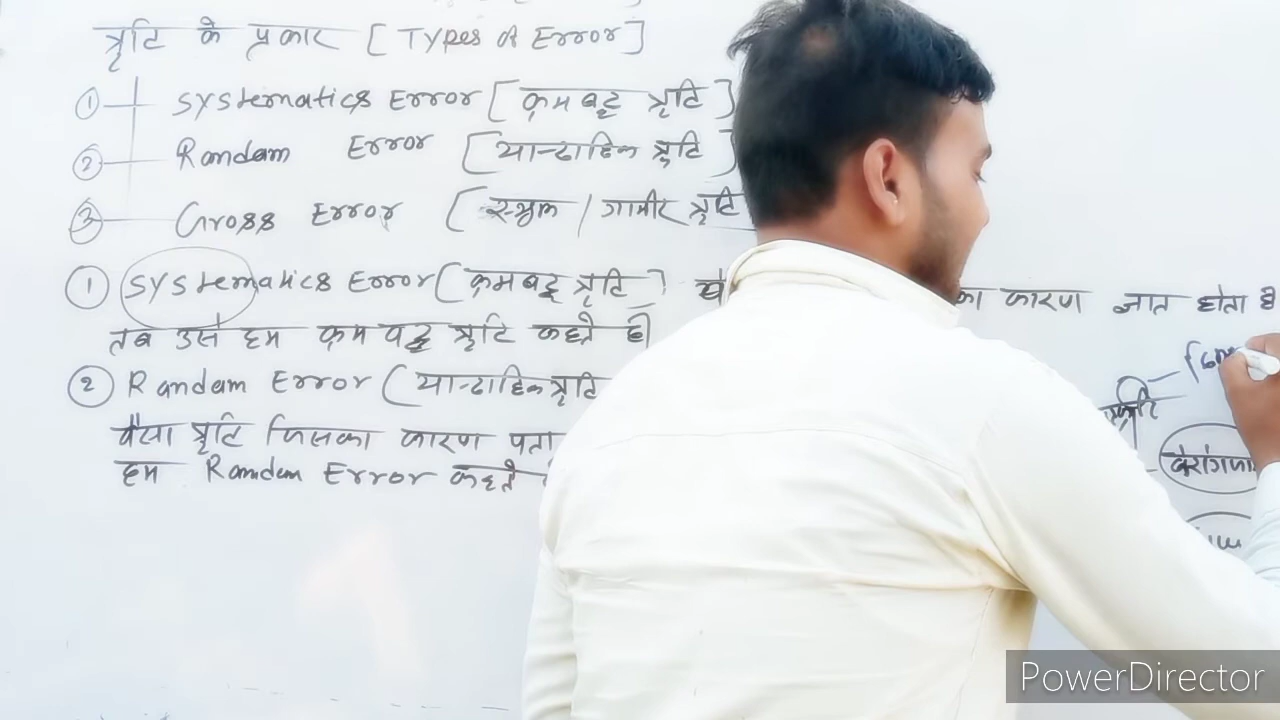 त्रृटि के प्रकार [ Types of Error ]
① Systematics Error [ क्रमबद्ध त्रृटि ]
② Random Error [ यान्दाहिक त्रृटि ]
③ Gross Error [ स्थुल / गाम्भीर त्रृटि
① Systematics Error [ क्रमबद्ध त्रृटि ] का कारण ज्ञात होता है
तब उसे हम क्रमबद्ध त्रृटि कहते है
② Random Error ( यान्दाहिक त्रृटि
वैसा त्रृटि जिसका कारण पता
हम Random Error कहते
PowerDirector